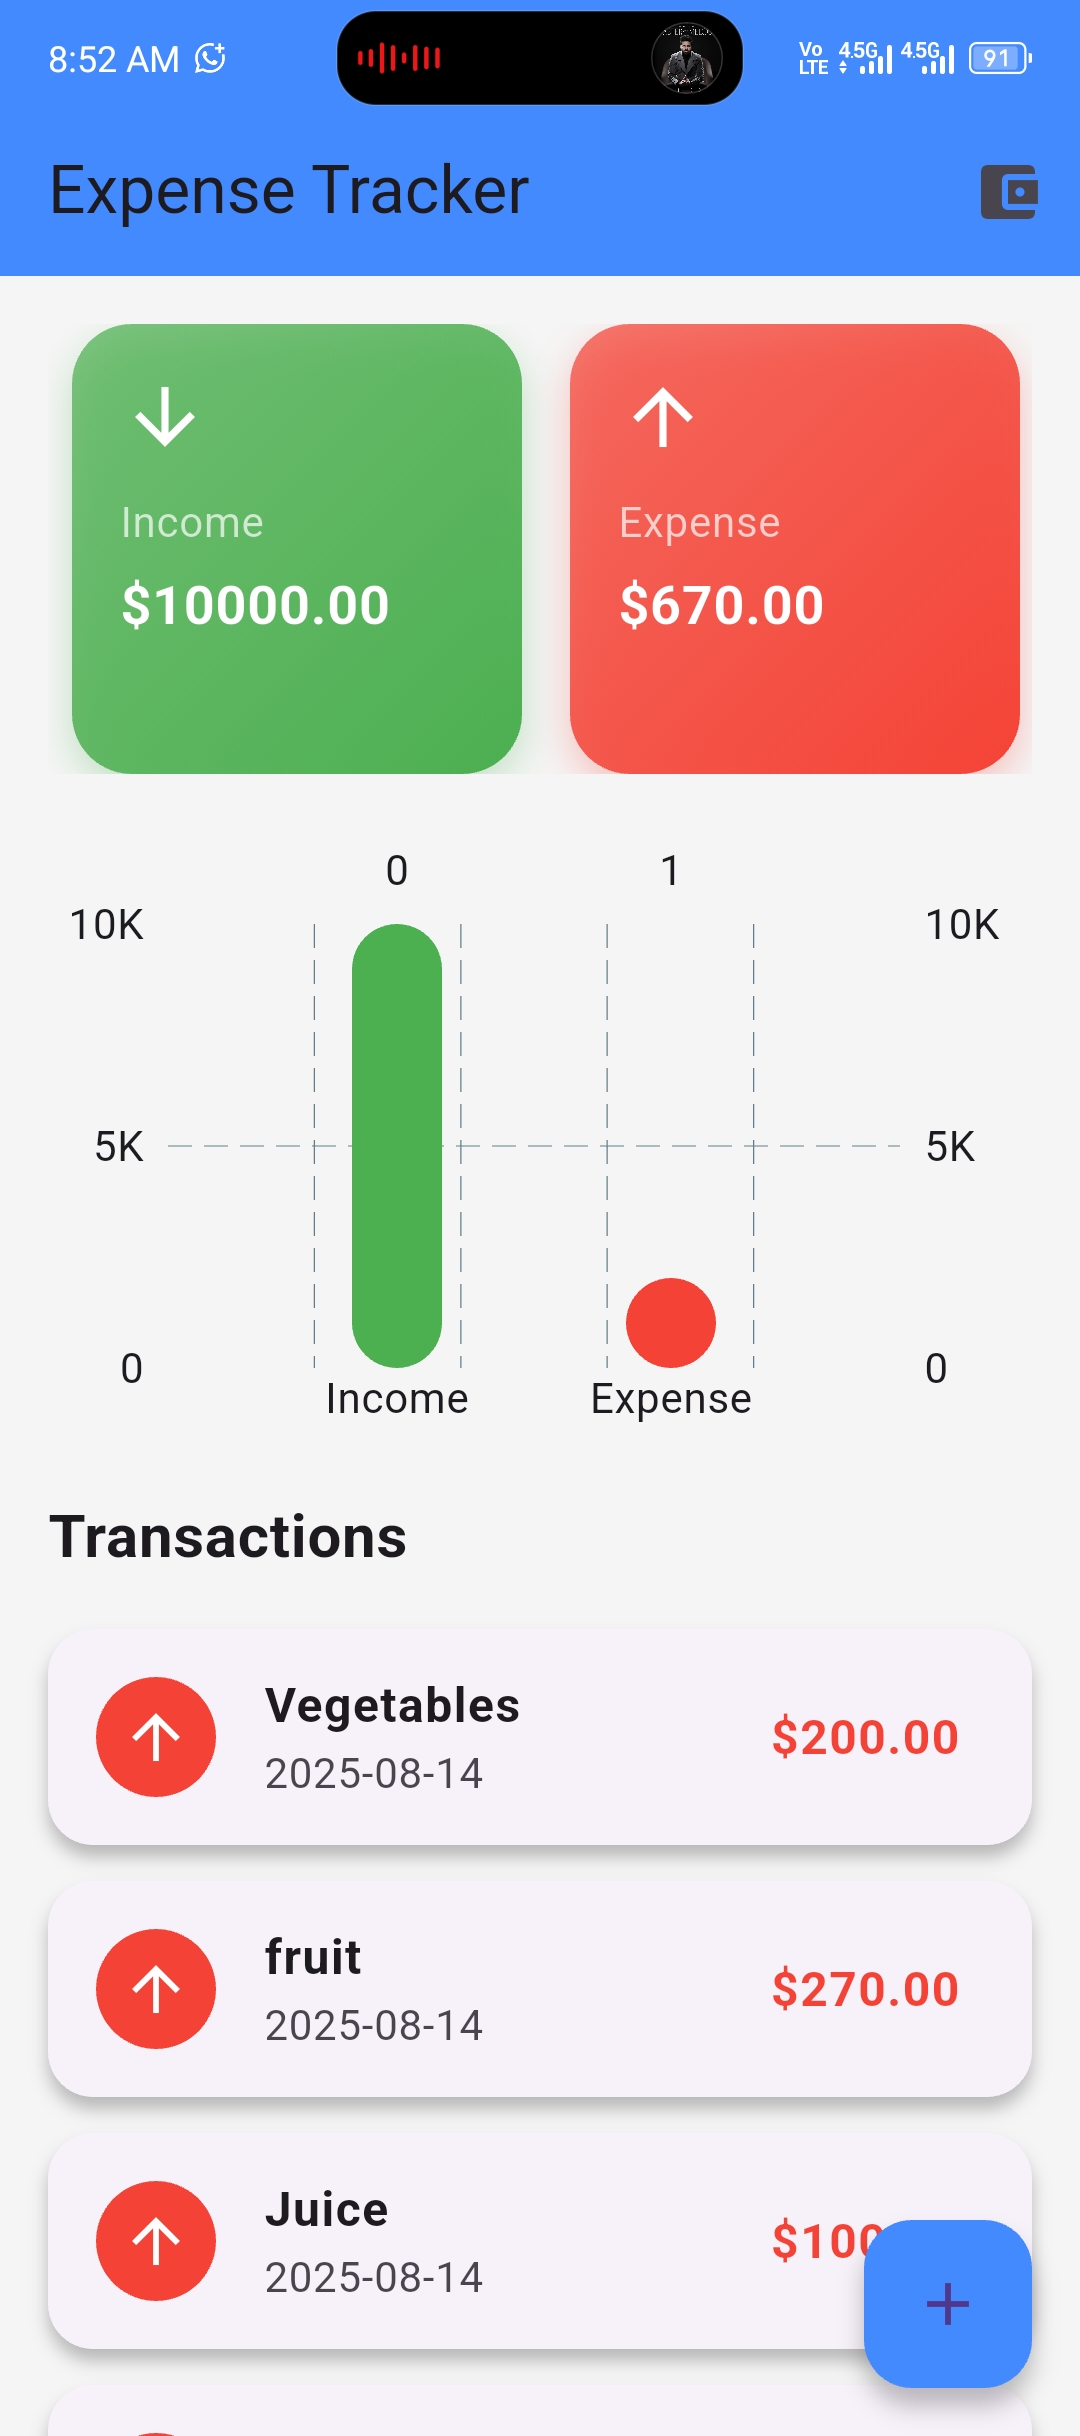 8:52 AM
Vo LTE 4.5G 4.5G 91
Expense Tracker
Income
$10000.00
Expense
$670.00
0 1
10K 10K
5K 5K
0 0
Income Expense
Transactions
Vegetables
2025-08-14
$200.00
fruit
2025-08-14
$270.00
Juice
2025-08-14
$100